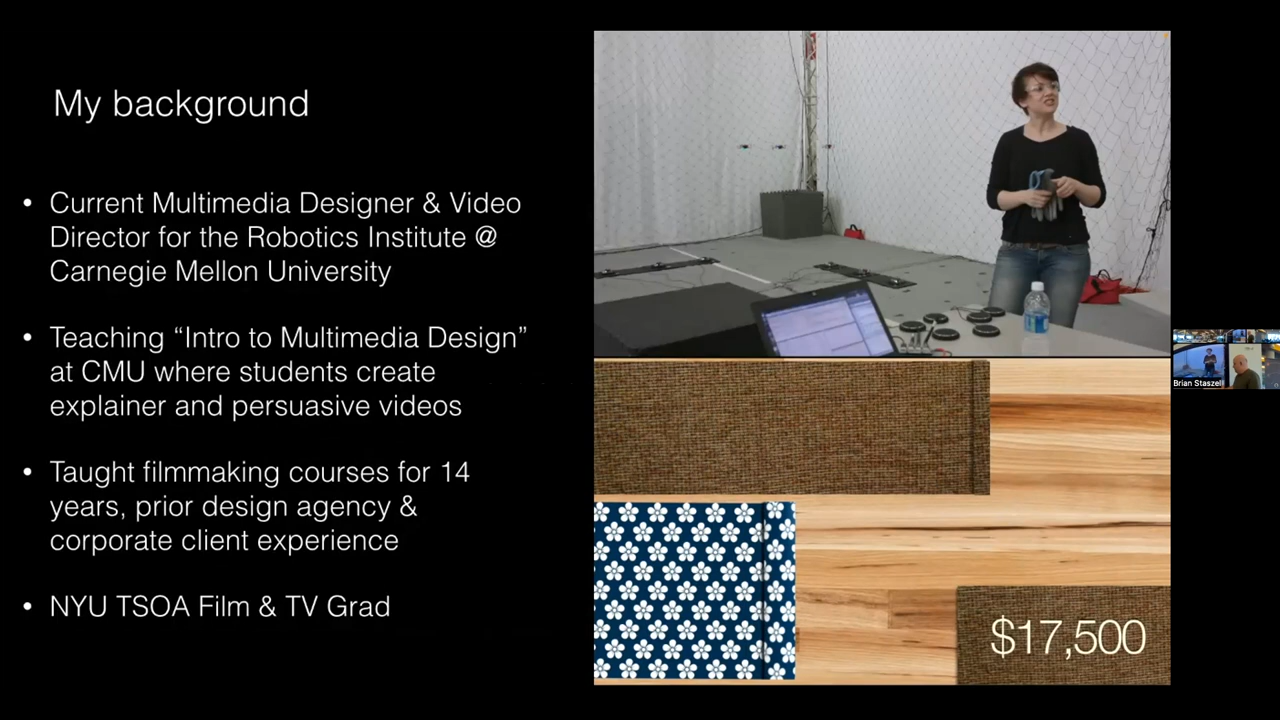 My background
• Current Multimedia Designer & Video
Director for the Robotics Institute @
Carnegie Mellon University
• Teaching “Intro to Multimedia Design”
at CMU where students create
explainer and persuasive videos
• Taught filmmaking courses for 14
years, prior design agency &
corporate client experience
• NYU TSOA Film & TV Grad
$17,500
Brian Staszel